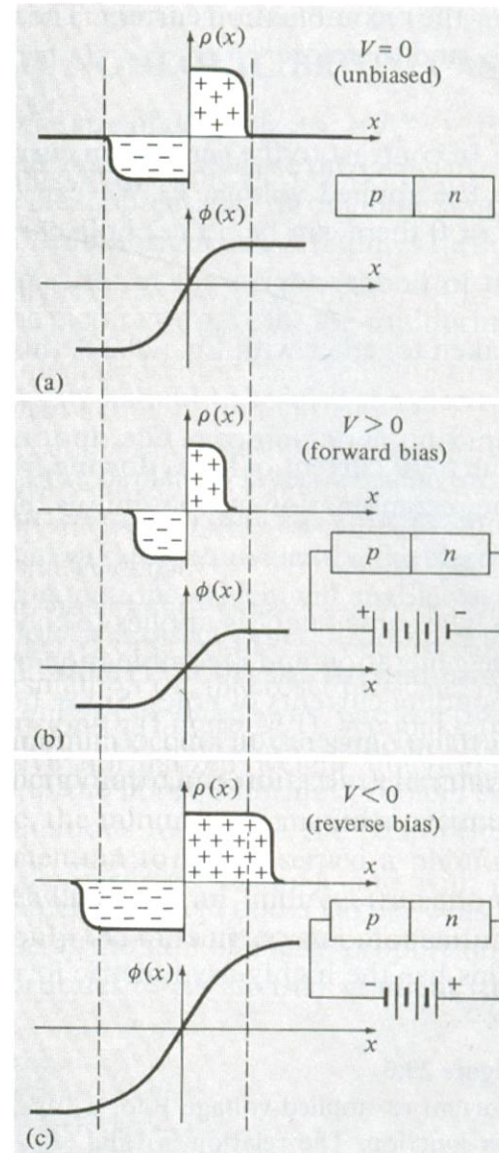 ρ(x)
V = 0
(unbiased)
+ +
+ + +
+ + +
x
— — —
— — —
p n
ϕ(x)
x
(a)
ρ(x)
V > 0
(forward bias)
+ +
+ +
+ +
x
— —
— —
p n
ϕ(x)
+ −
x
(b)
ρ(x)
V < 0
(reverse bias)
+ + + + +
+ + + + +
+ + + + +
x
p n
ϕ(x)
− +
x
(c)